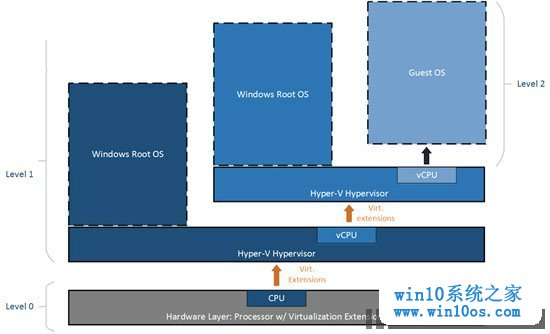 Guest OS
Level 2
Windows Root OS
Windows Root OS
Level 1
vCPU
Hyper-V Hypervisor
Virt.
extensions
vCPU
Hyper-V Hypervisor
Virt.
Extensions
CPU
Level 0
Hardware Layer: Processor w/ Virtualization
win10系统之家
www.win10os.com